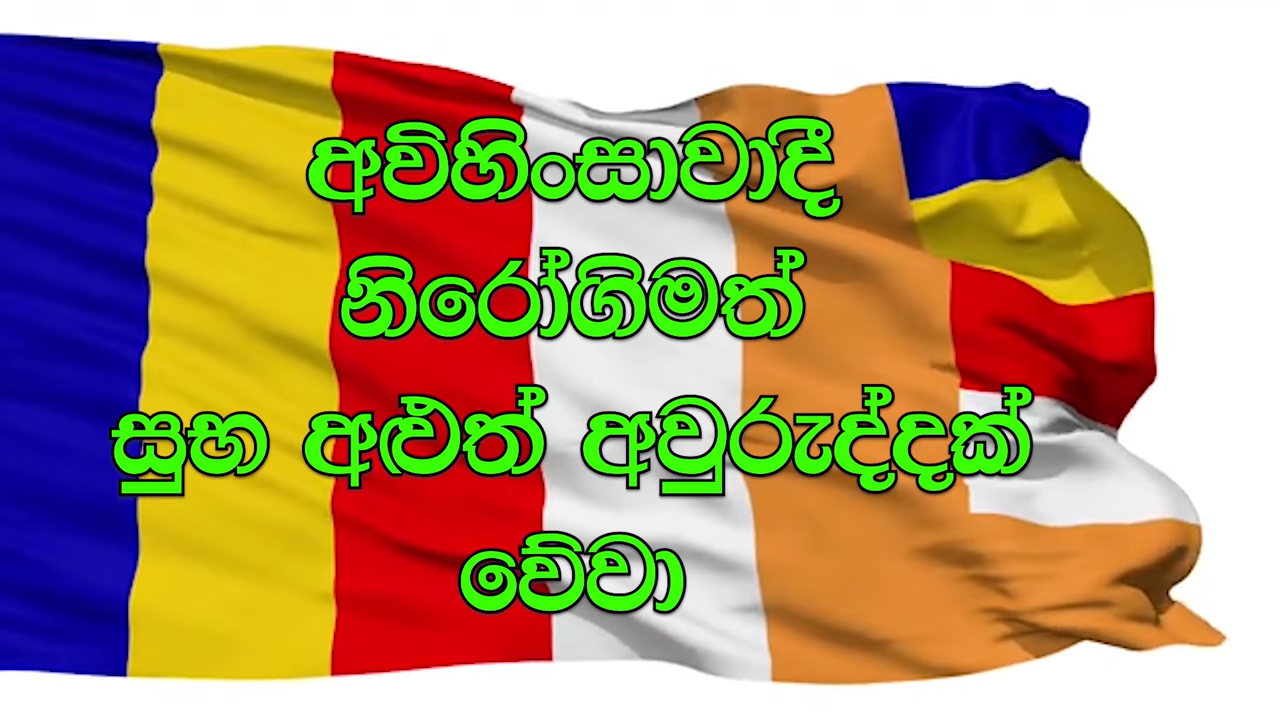 අවිහිංසාවාදී
නිරෝගිමත්
සුභ අළුත් අවුරුද්දක්
වේවා